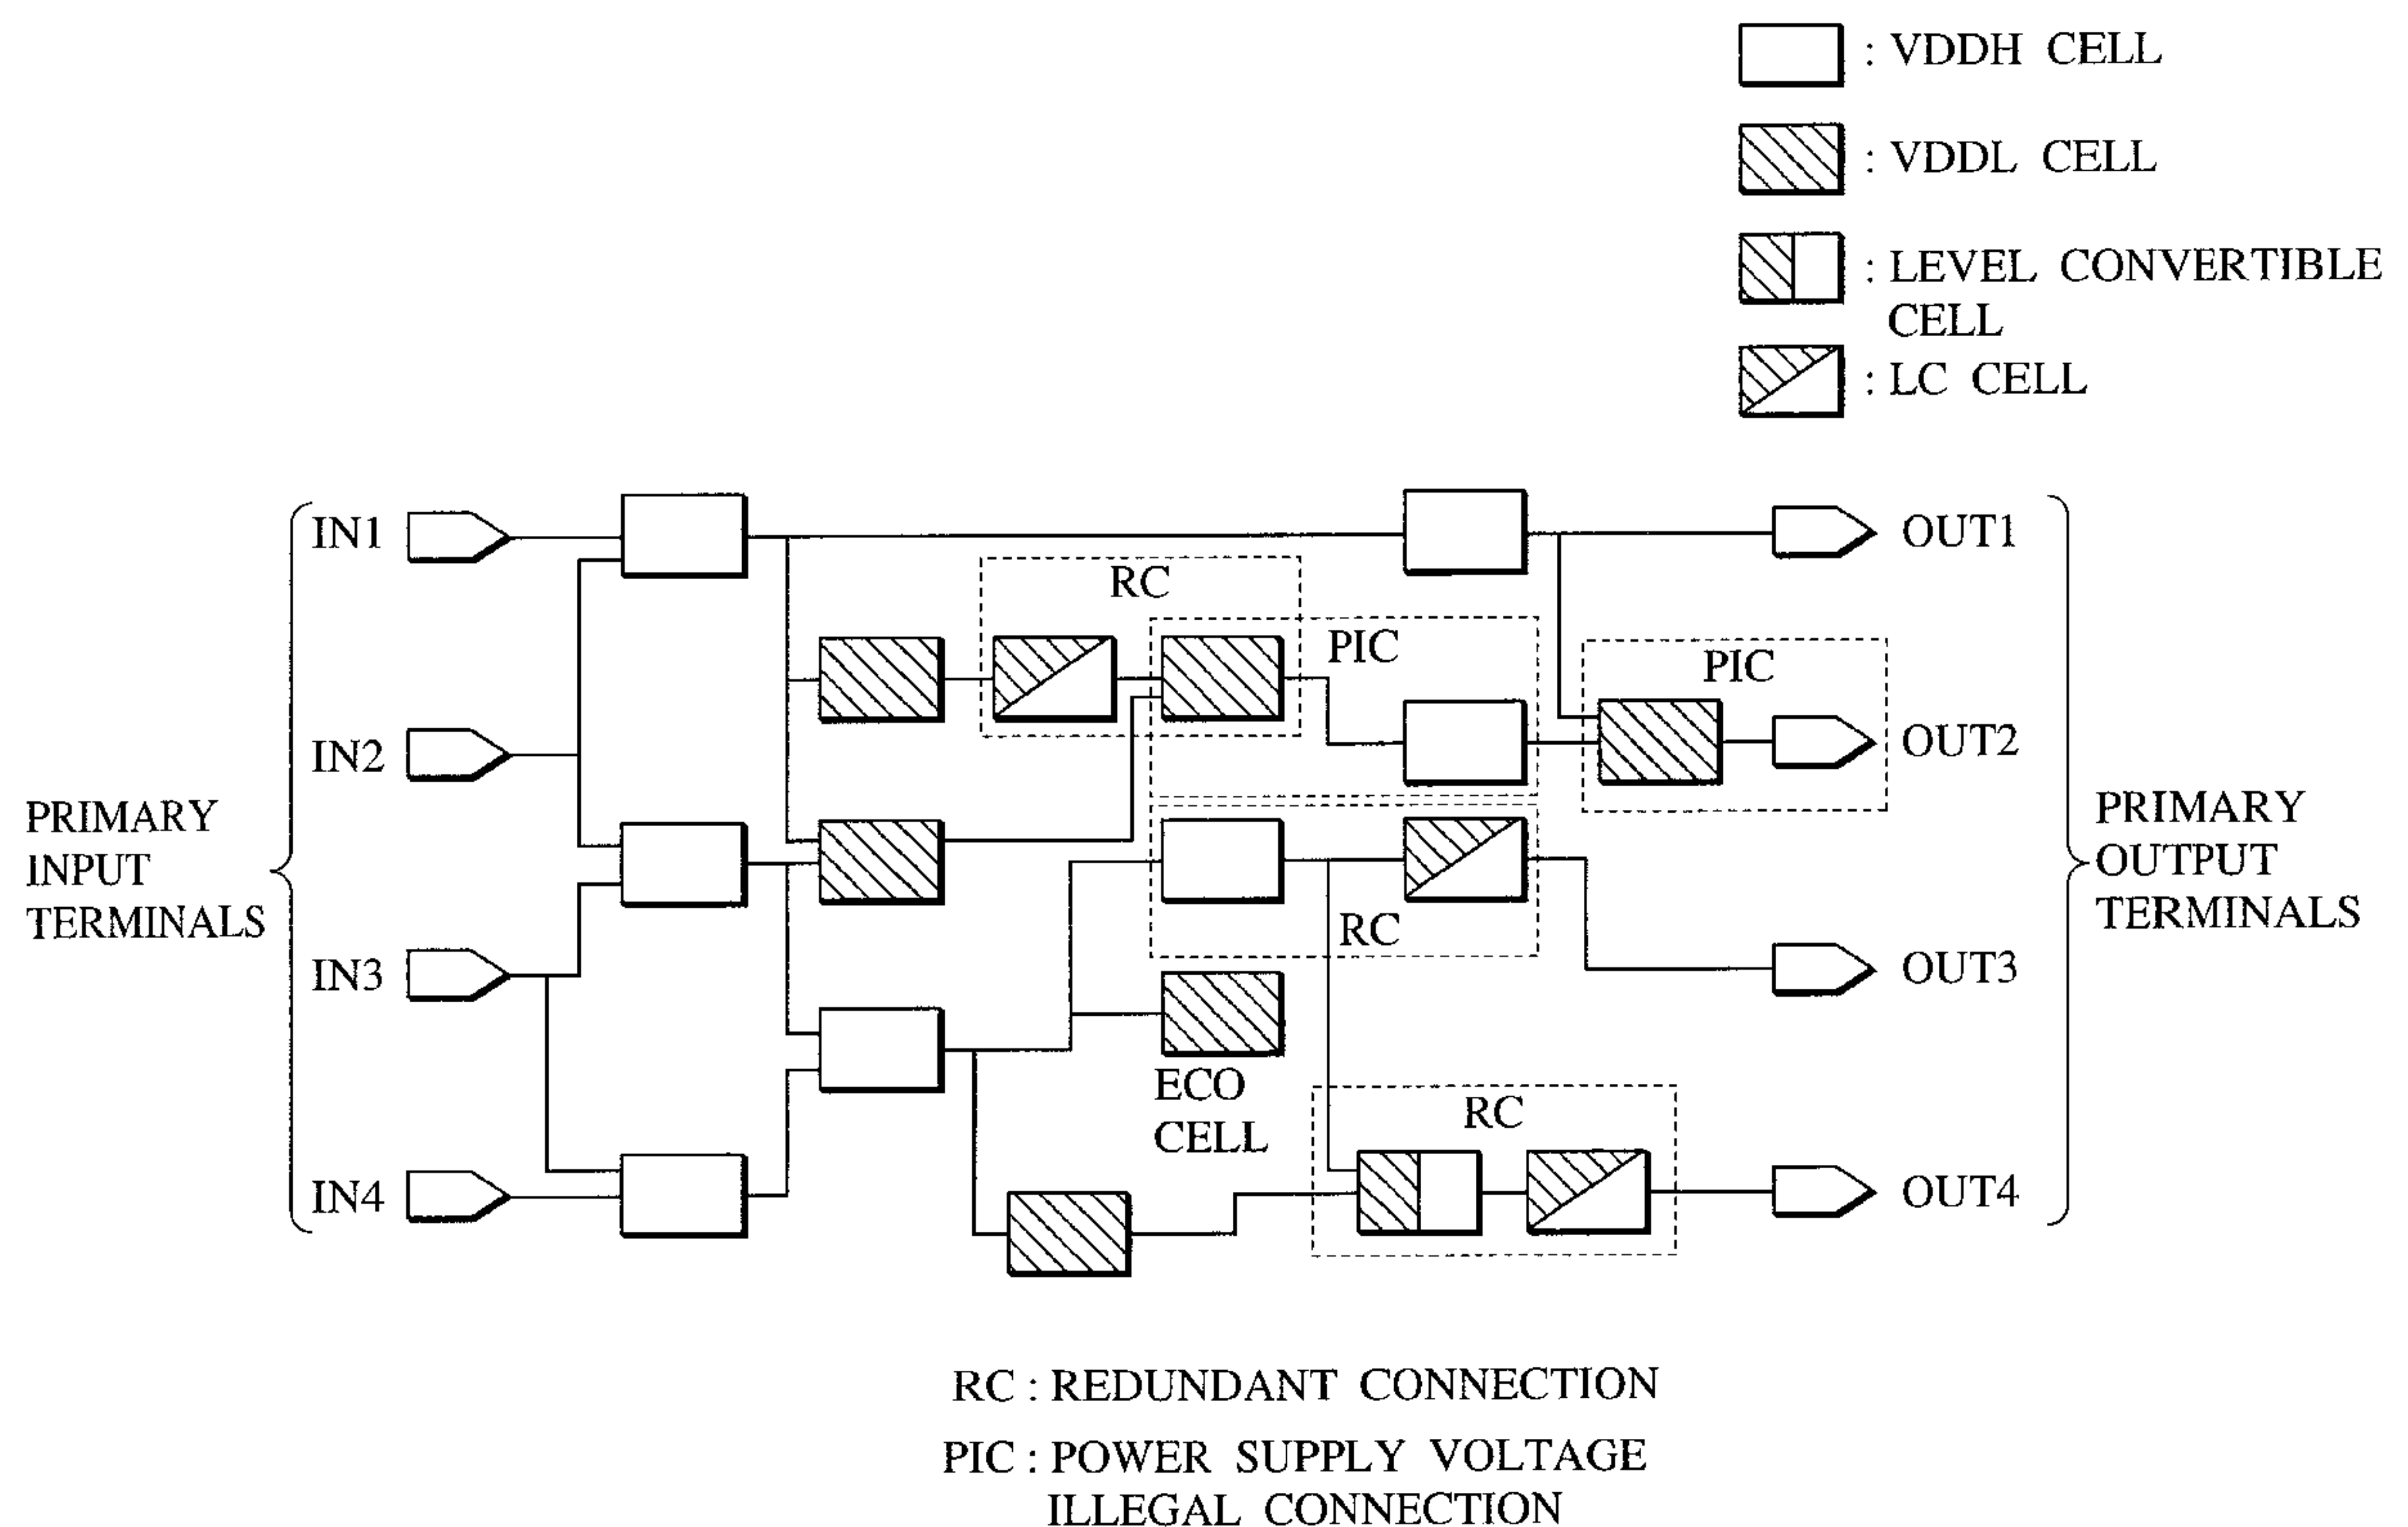 : VDDH CELL
: VDDL CELL
: LEVEL CONVERTIBLE
CELL
: LC CELL
IN1
OUT1
RC
PIC
PIC
IN2
OUT2
PRIMARY
INPUT
TERMINALS
PRIMARY
OUTPUT
TERMINALS
RC
IN3
OUT3
ECO
CELL
RC
IN4
OUT4
RC : REDUNDANT CONNECTION
PIC : POWER SUPPLY VOLTAGE
ILLEGAL CONNECTION